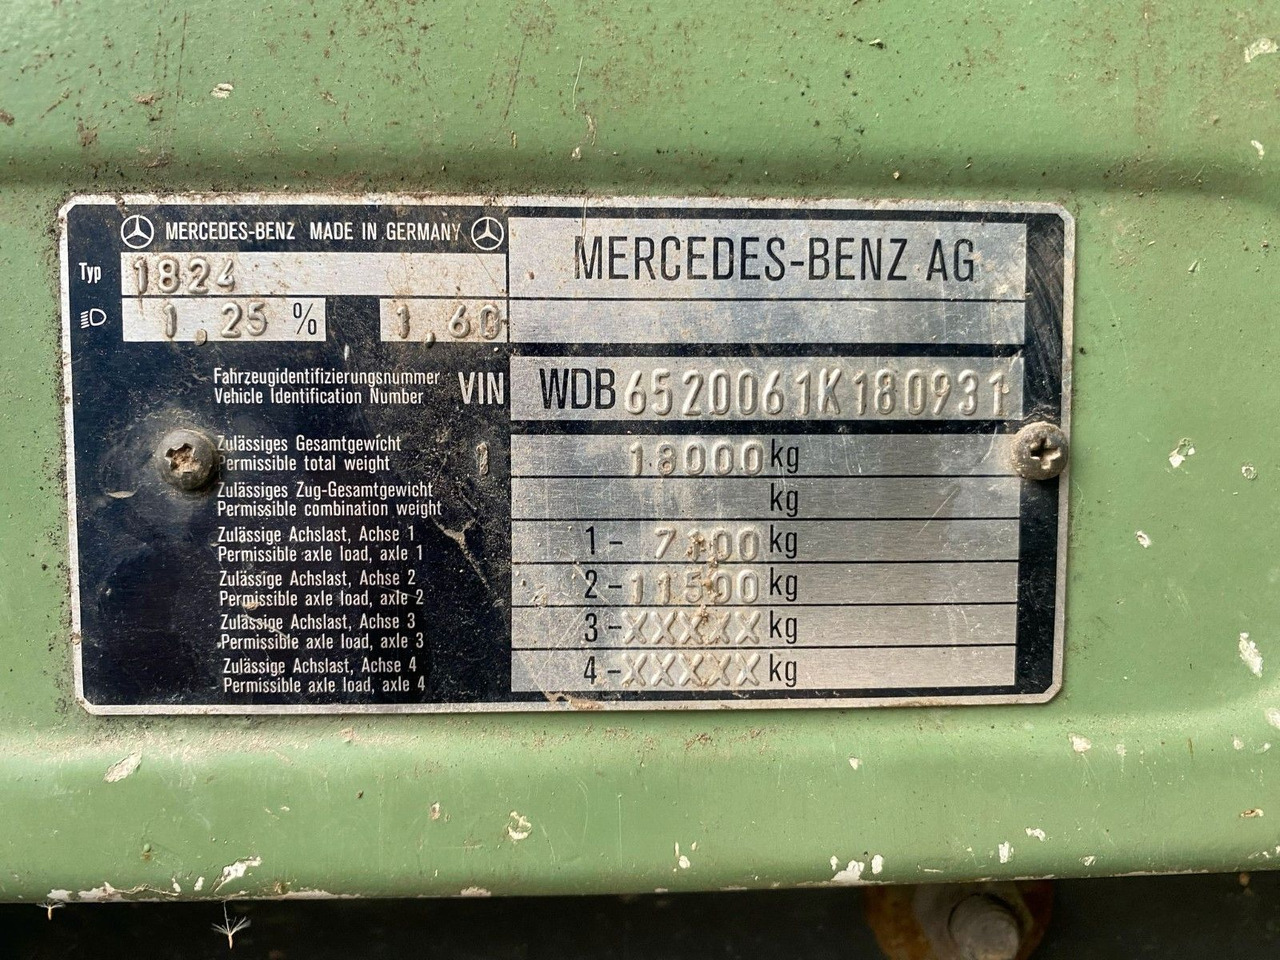 MERCEDES-BENZ MADE IN GERMANY
MERCEDES-BENZ AG
Typ 1824
1,25 % 1,60
Fahrzeugidentifizierungsnummer
Vehicle Identification Number
VIN WDB6520061K180931
Zulässiges Gesamtgewicht
Permissible total weight
1 18000 kg
Zulässiges Zug-Gesamtgewicht
Permissible combination weight
kg
Zulässige Achslast, Achse 1
Permissible axle load, axle 1
1 - 7100 kg
Zulässige Achslast, Achse 2
Permissible axle load, axle 2
2 - 11500 kg
Zulässige Achslast, Achse 3
Permissible axle load, axle 3
3 - XXXXX kg
Zulässige Achslast, Achse 4
Permissible axle load, axle 4
4 - XXXXX kg